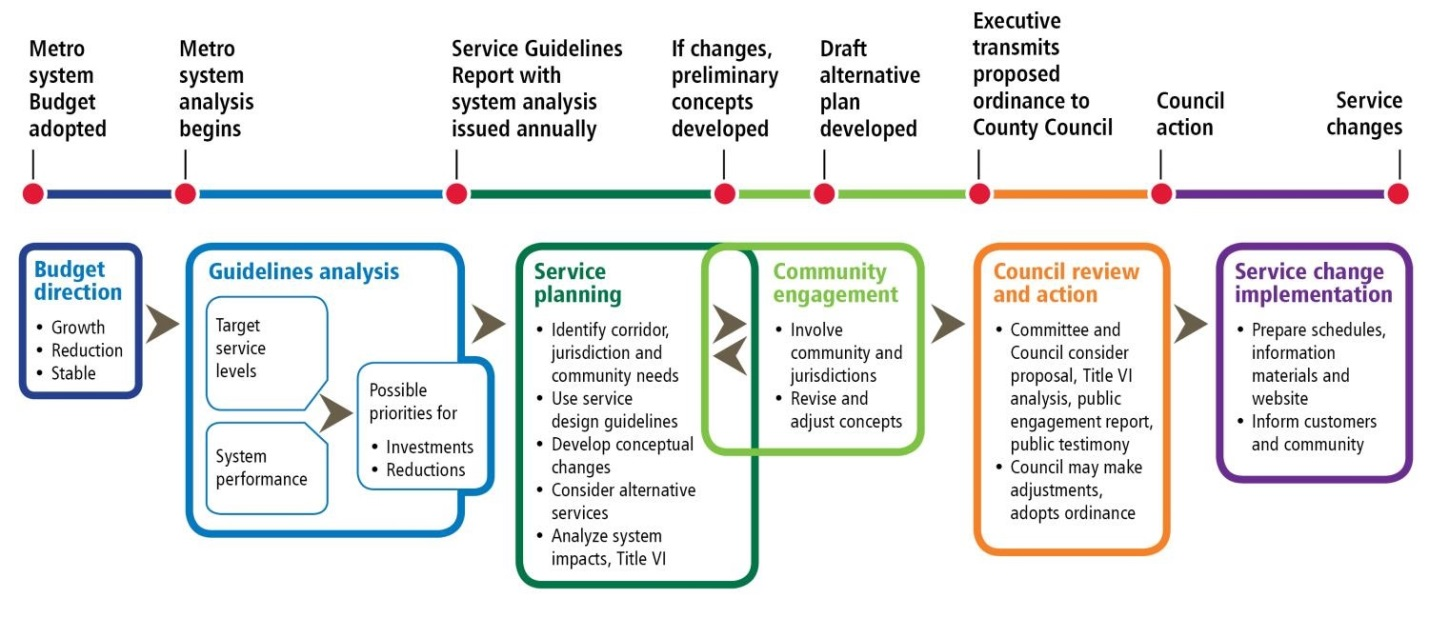 Metro
system
Budget
adopted
Metro
system
analysis
begins
Service Guidelines
Report with
system analysis
issued annually
If changes,
preliminary
concepts
developed
Draft
alternative
plan
developed
Executive
transmits
proposed
ordinance to
County Council
Council
action
Service
changes
Budget
direction
• Growth
• Reduction
• Stable
Guidelines analysis
Target
service
levels
System
performance
Possible
priorities for
• Investments
• Reductions
Service
planning
• Identify corridor,
jurisdiction and
community needs
• Use service
design guidelines
• Develop conceptual
changes
• Consider alternative
services
• Analyze system
impacts, Title VI
Community
engagement
• Involve
community and
jurisdictions
• Revise and
adjust concepts
Council review
and action
• Committee and
Council consider
proposal, Title VI
analysis, public
engagement report,
public testimony
• Council may make
adjustments,
adopts ordinance
Service change
implementation
• Prepare schedules,
information
materials and
website
• Inform customers
and community